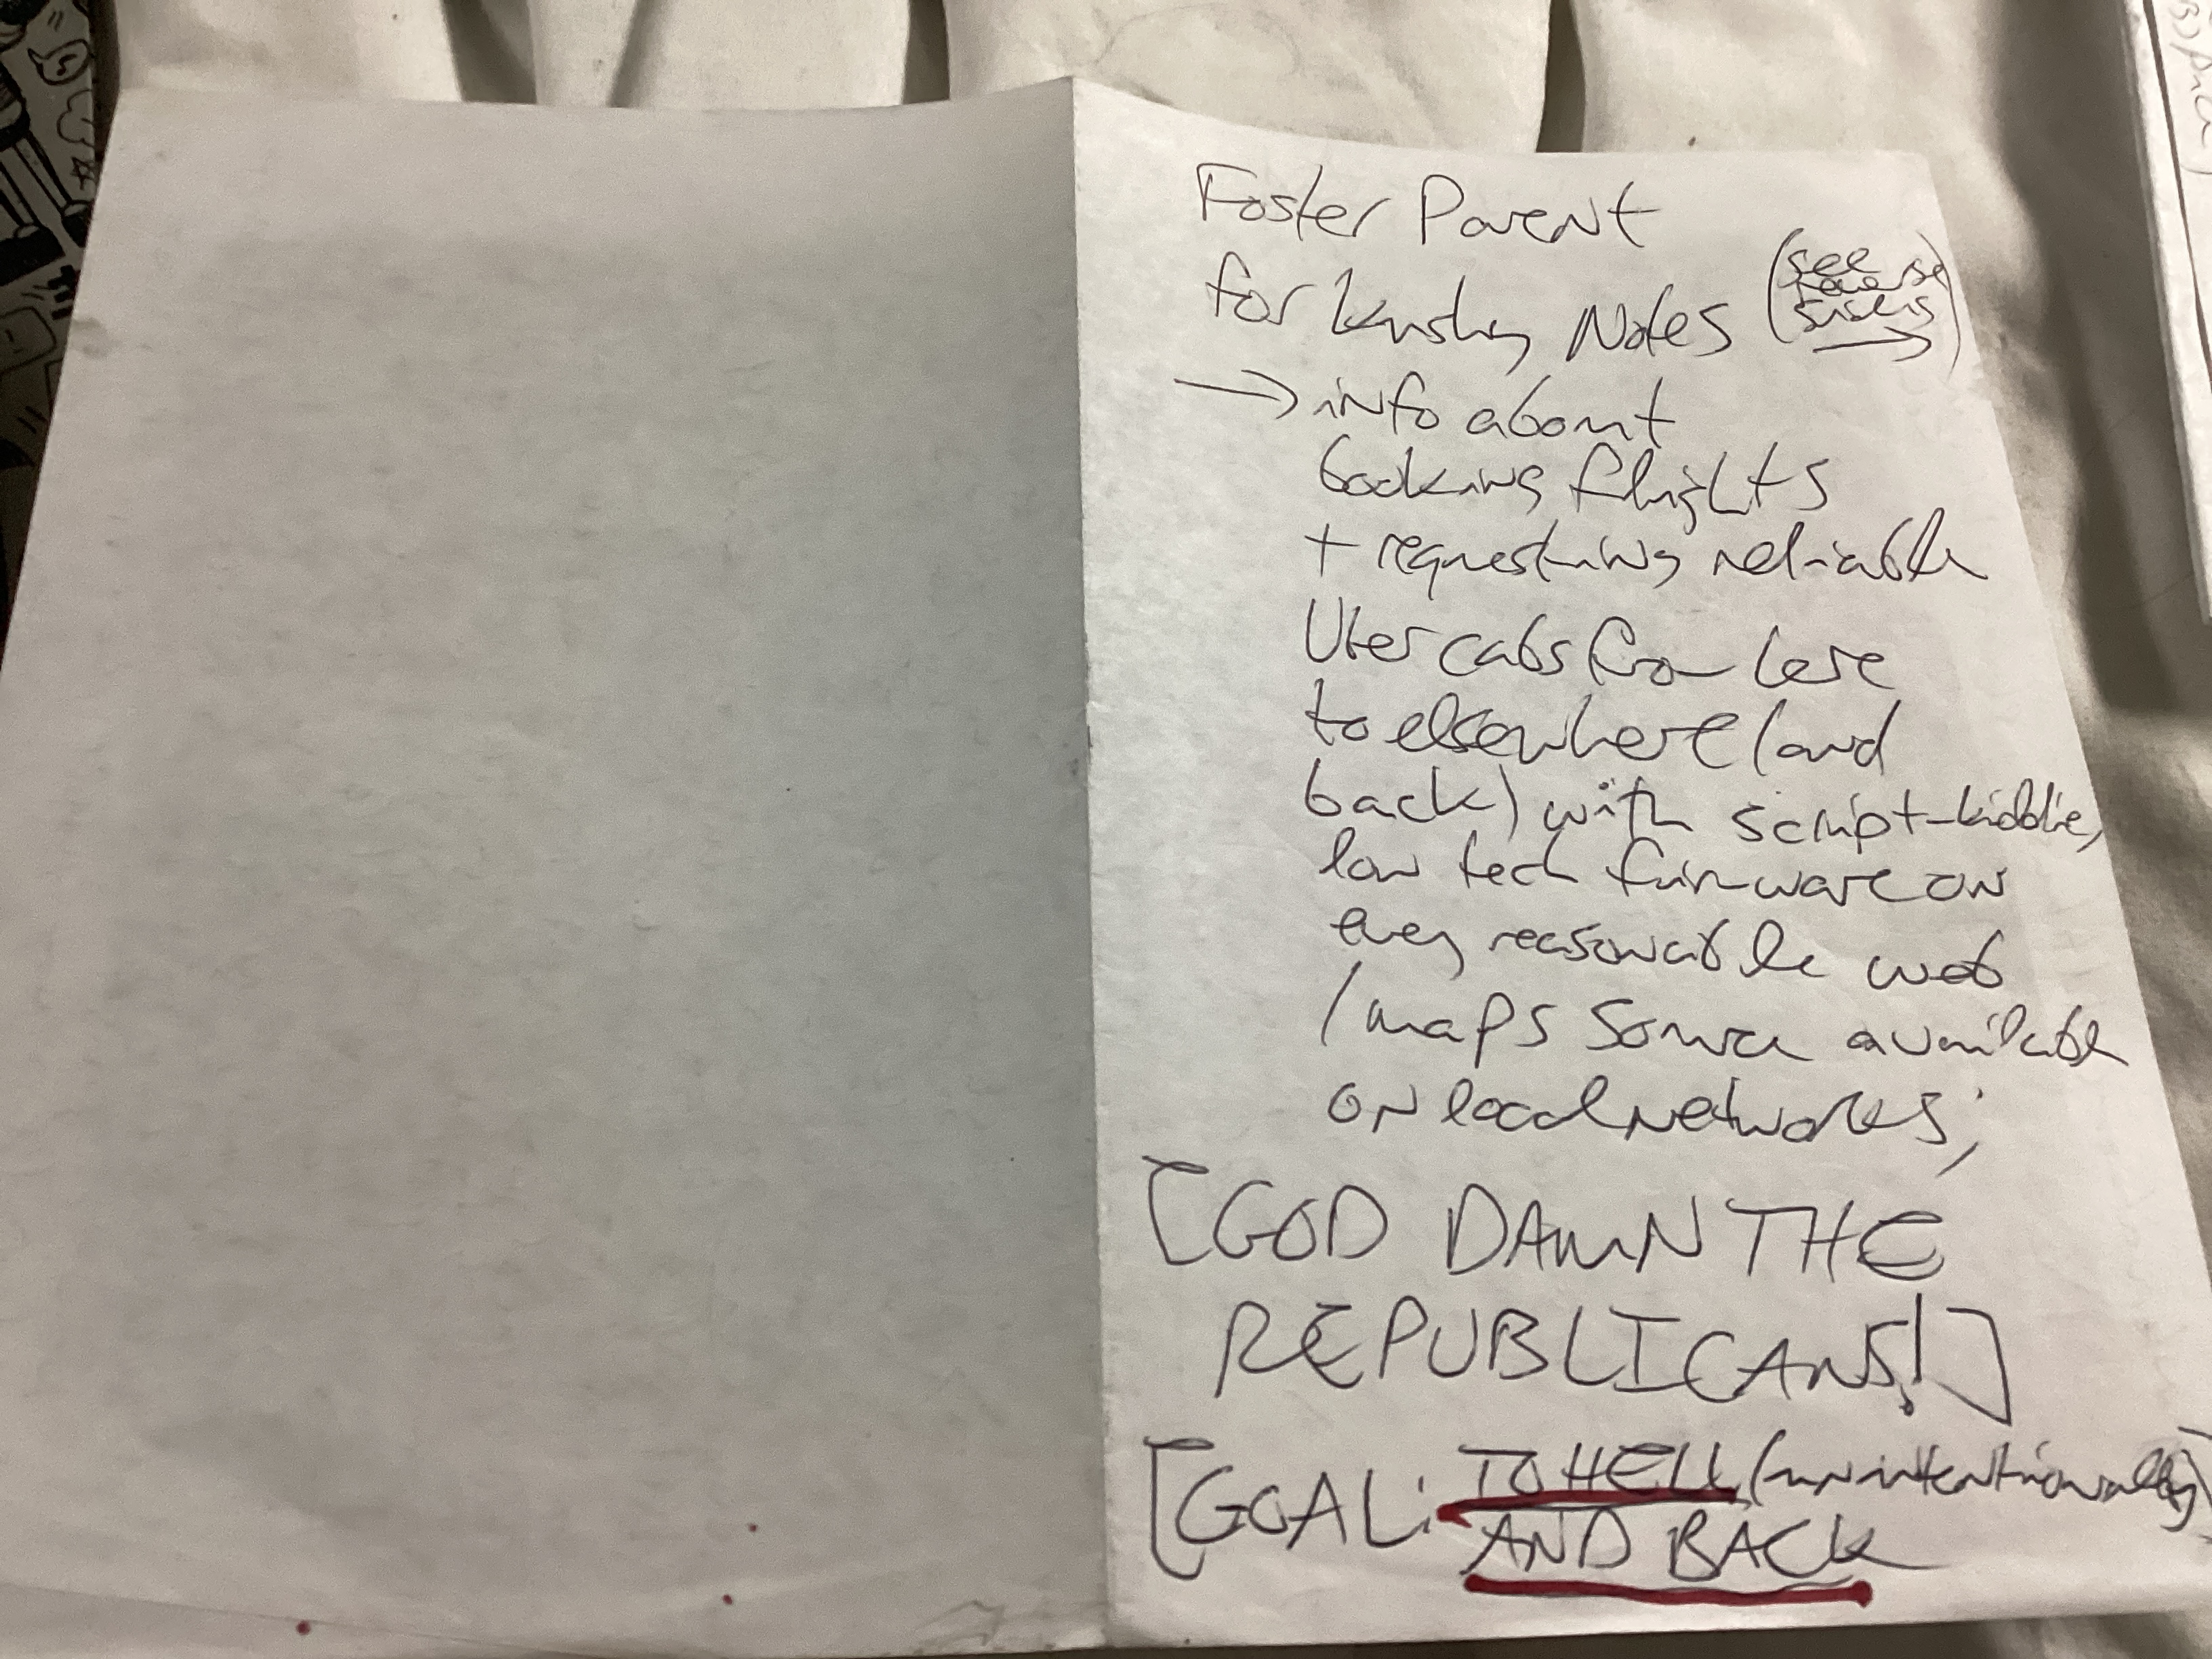 Foster Parent
for Notes (see
reverse
→)
→ info about
booking flights
+ requesting reliable
Uber cabs from here
to elsewhere (and
back) with script-kiddie,
low tech firmware on
every reasonable web
/maps source available
on local networks;
[GOD DAMN THE
REPUBLICANS!]
[GOAL: TO HELL (unintentionally)
AND BACK